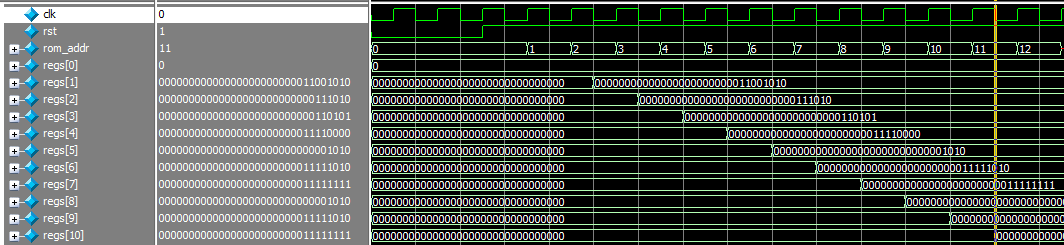 clk 0
rst 1
rom_addr 11 0 1 2 3 4 5 6 7 8 9 10 11 12
regs[0] 0 0
regs[1] 00000000000000000000000011001010 00000000000000000000000000000000 00000000000000000000000011001010
regs[2] 00000000000000000000000000111010 00000000000000000000000000000000 00000000000000000000000000111010
regs[3] 00000000000000000000000000110101 00000000000000000000000000000000 00000000000000000000000000110101
regs[4] 00000000000000000000000011110000 00000000000000000000000000000000 00000000000000000000000011110000
regs[5] 00000000000000000000000000001010 00000000000000000000000000000000 00000000000000000000000000001010
regs[6] 00000000000000000000000011111010 00000000000000000000000000000000 00000000000000000000000011111010
regs[7] 00000000000000000000000011111111 00000000000000000000000000000000 00000000000000000000000011111111
regs[8] 00000000000000000000000000001010 00000000000000000000000000000000 0000000000000000000000000
regs[9] 00000000000000000000000011111010 00000000000000000000000000000000 000000000000000000
regs[10] 00000000000000000000000011111111 00000000000000000000000000000000 00000000000